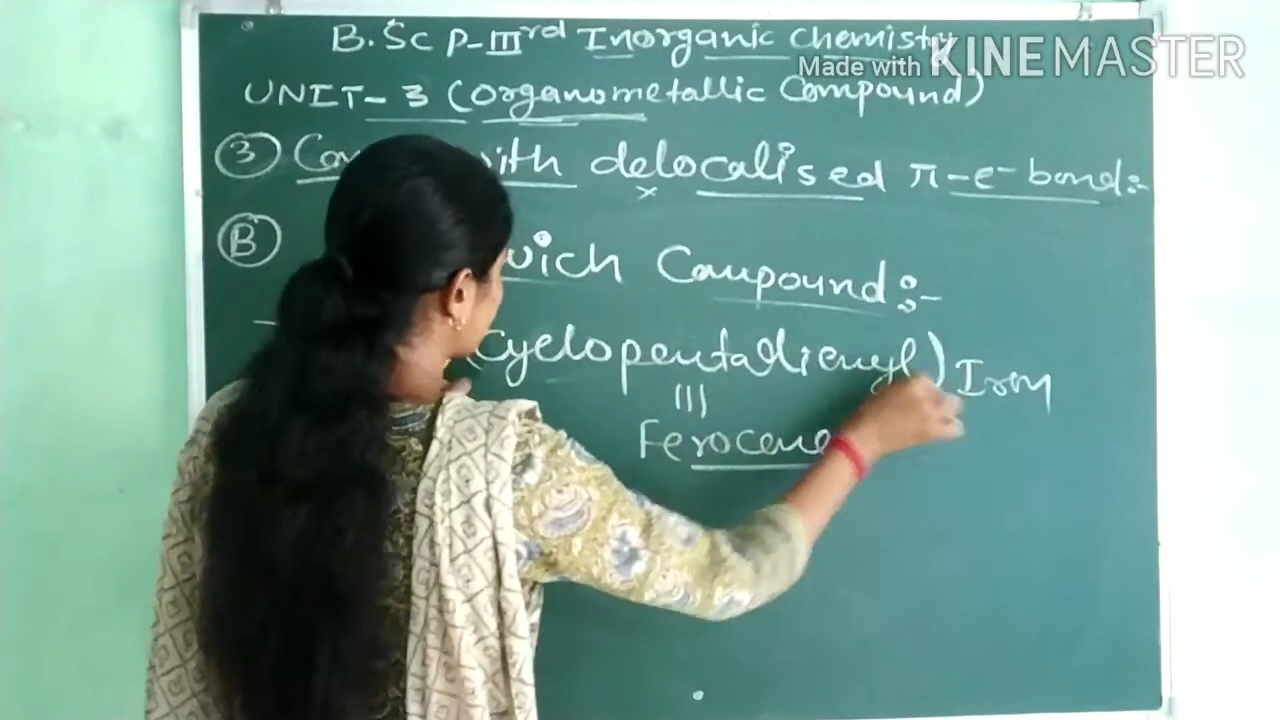 B.Sc P-IIIrd Inorganic Chemistry
Made with KINEMASTER
UNIT-3 (Organometallic Compound)
③ with delocalised π-e⁻ bond:-
Ⓑ Compound:-
(Cyclopentadienyl) Iron
|||
Ferocene